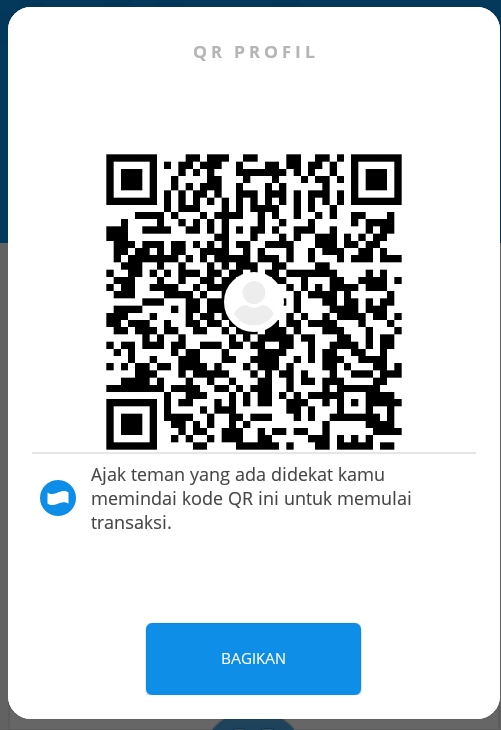 QR PROFIL
Ajak teman yang ada didekat kamu
memindai kode QR ini untuk memulai
transaksi.
BAGIKAN